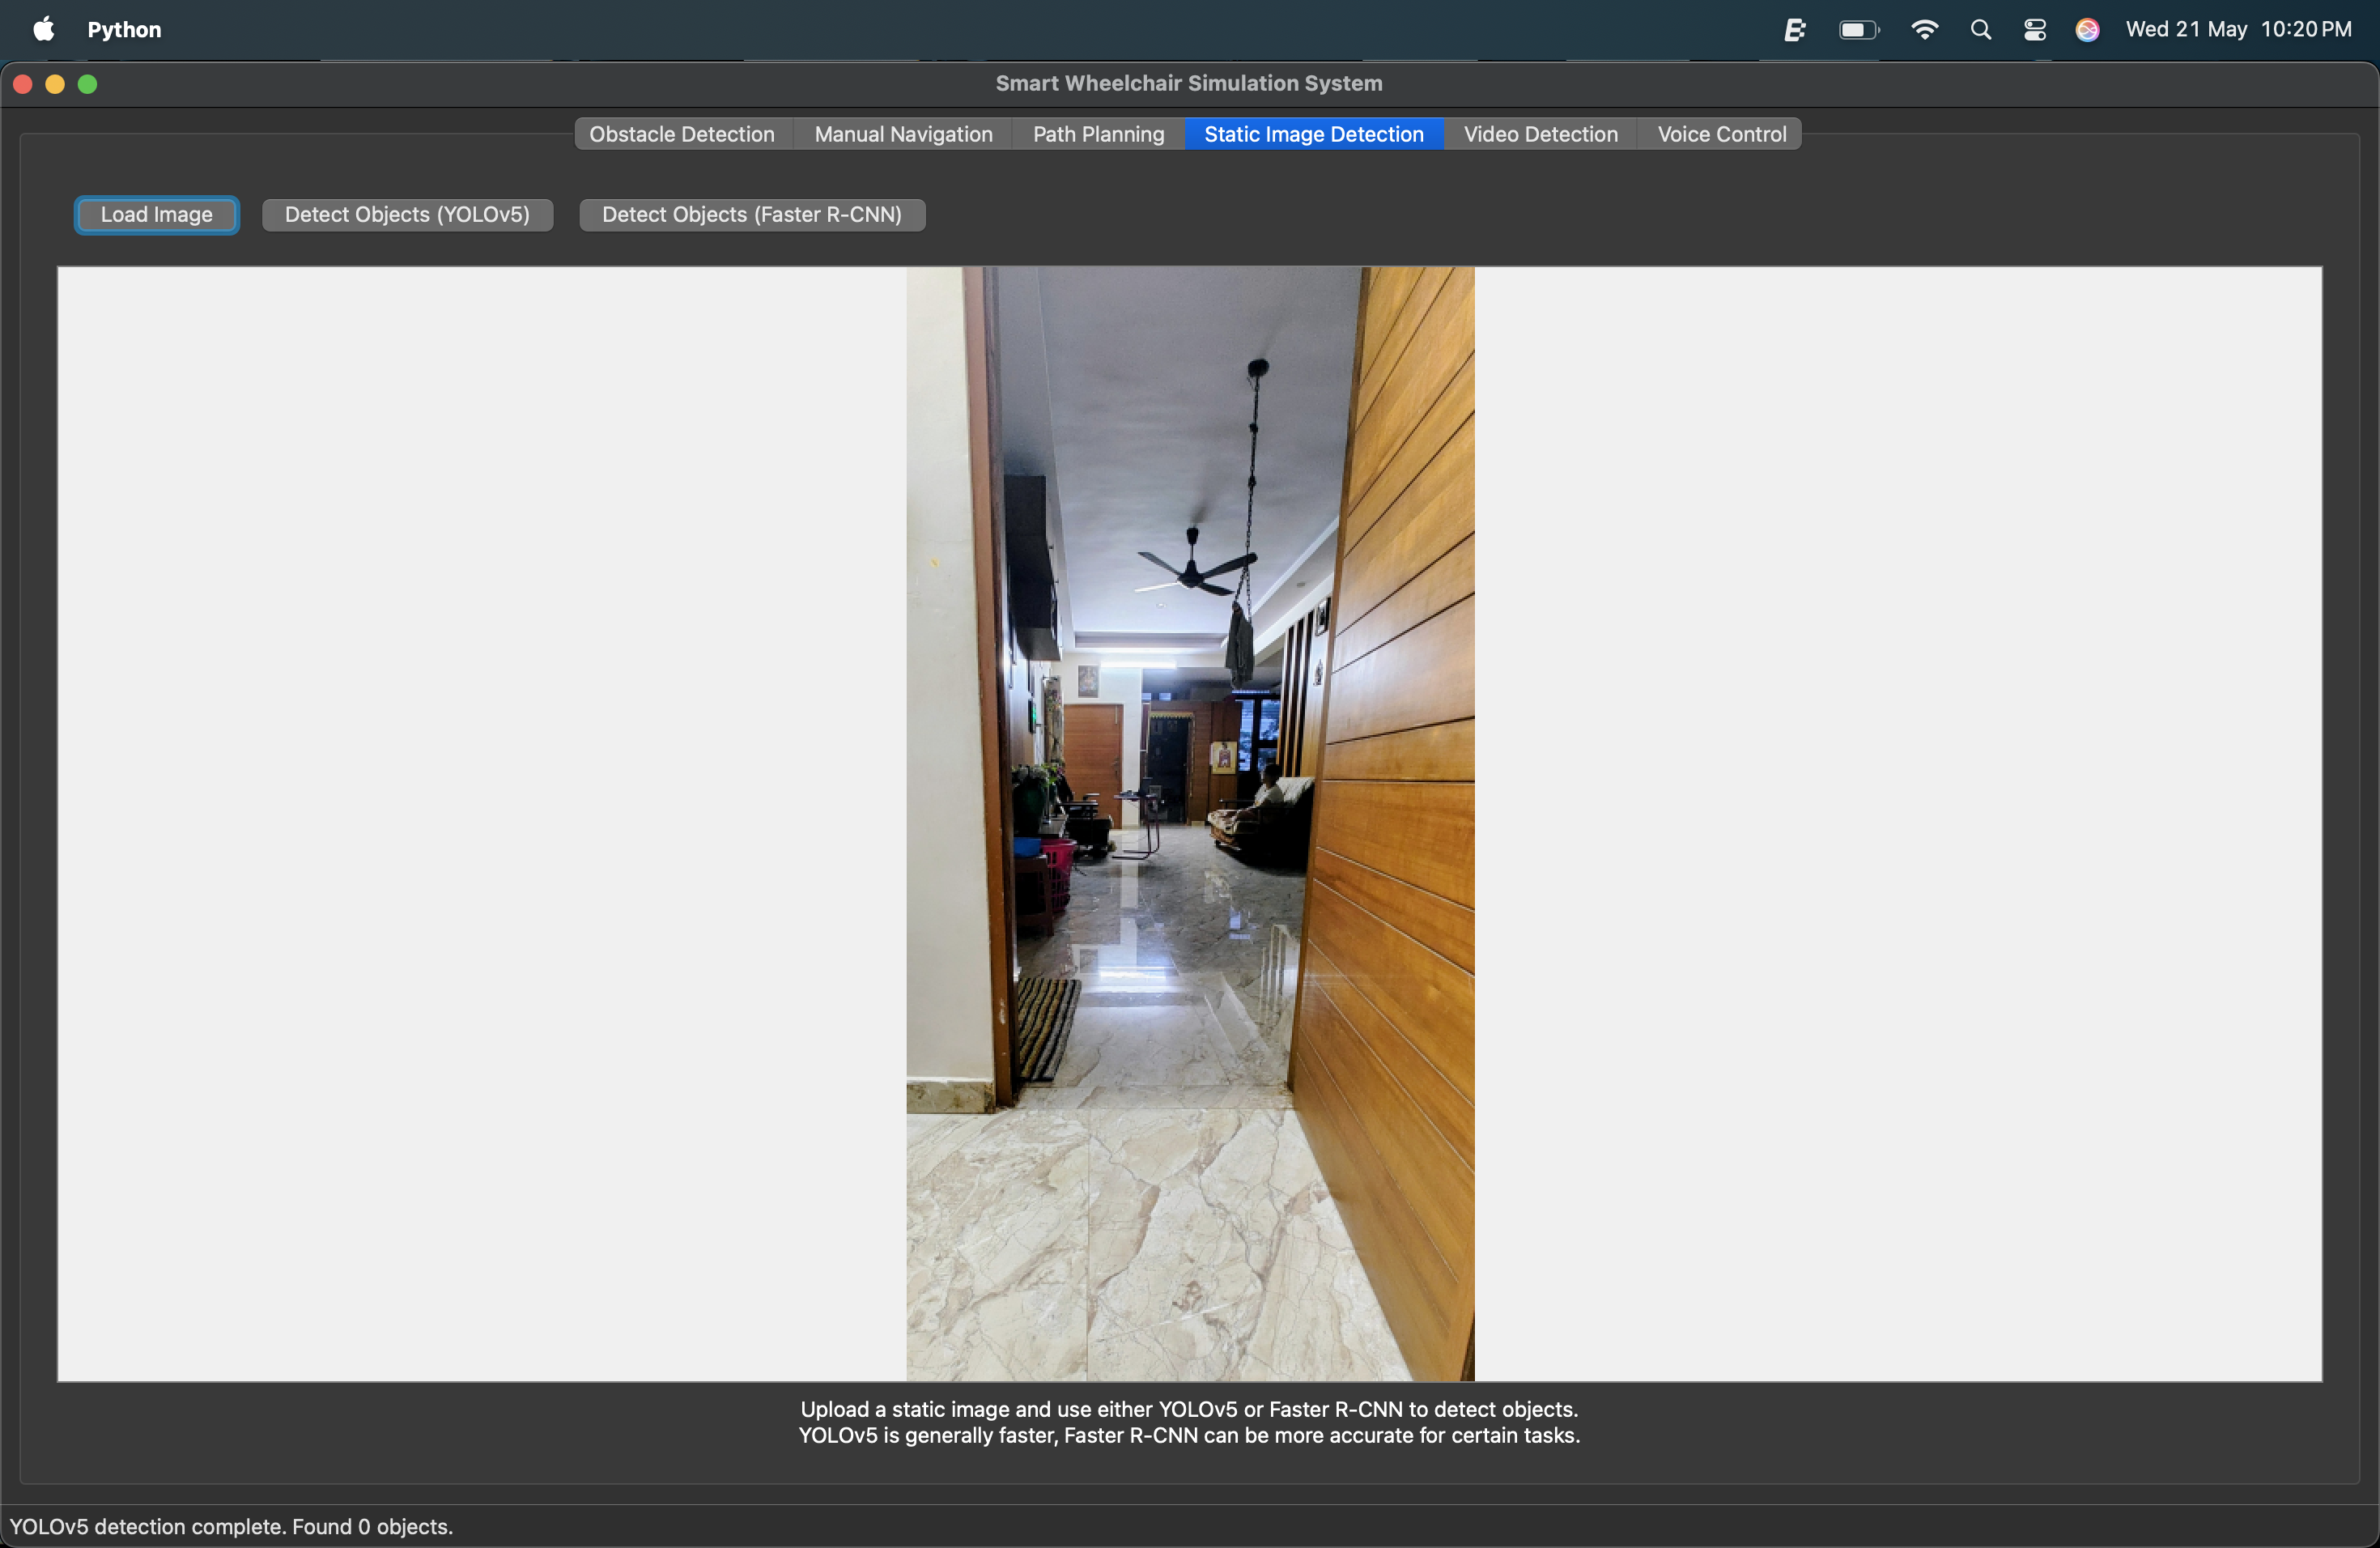 Python
Wed 21 May 10:20 PM
Smart Wheelchair Simulation System
Obstacle Detection Manual Navigation Path Planning Static Image Detection Video Detection Voice Control
Load Image Detect Objects (YOLOv5) Detect Objects (Faster R-CNN)
Upload a static image and use either YOLOv5 or Faster R-CNN to detect objects.
YOLOv5 is generally faster, Faster R-CNN can be more accurate for certain tasks.
YOLOv5 detection complete. Found 0 objects.